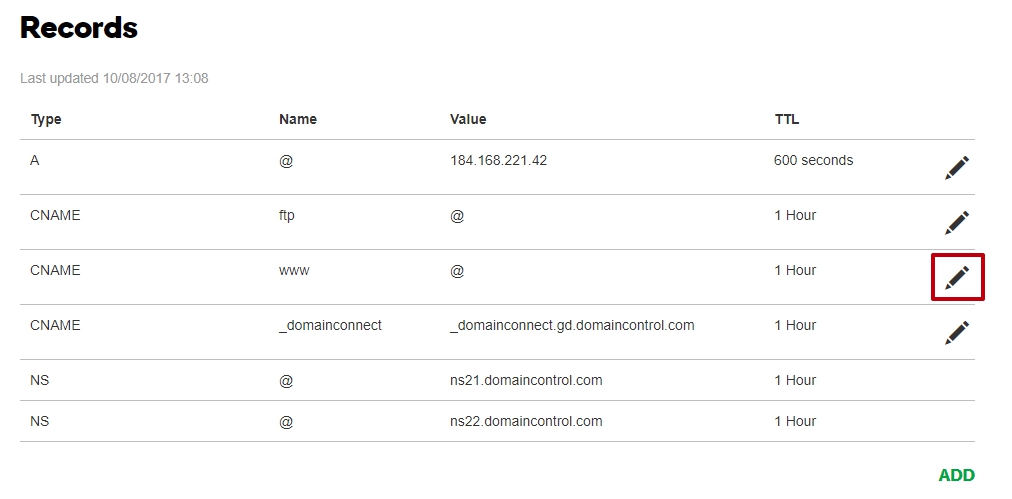 Records
Last updated 10/08/2017 13:08
Type Name Value TTL
A @ 184.168.221.42 600 seconds
CNAME ftp @ 1 Hour
CNAME www @ 1 Hour
CNAME _domainconnect _domainconnect.gd.domaincontrol.com 1 Hour
NS @ ns21.domaincontrol.com 1 Hour
NS @ ns22.domaincontrol.com 1 Hour
ADD